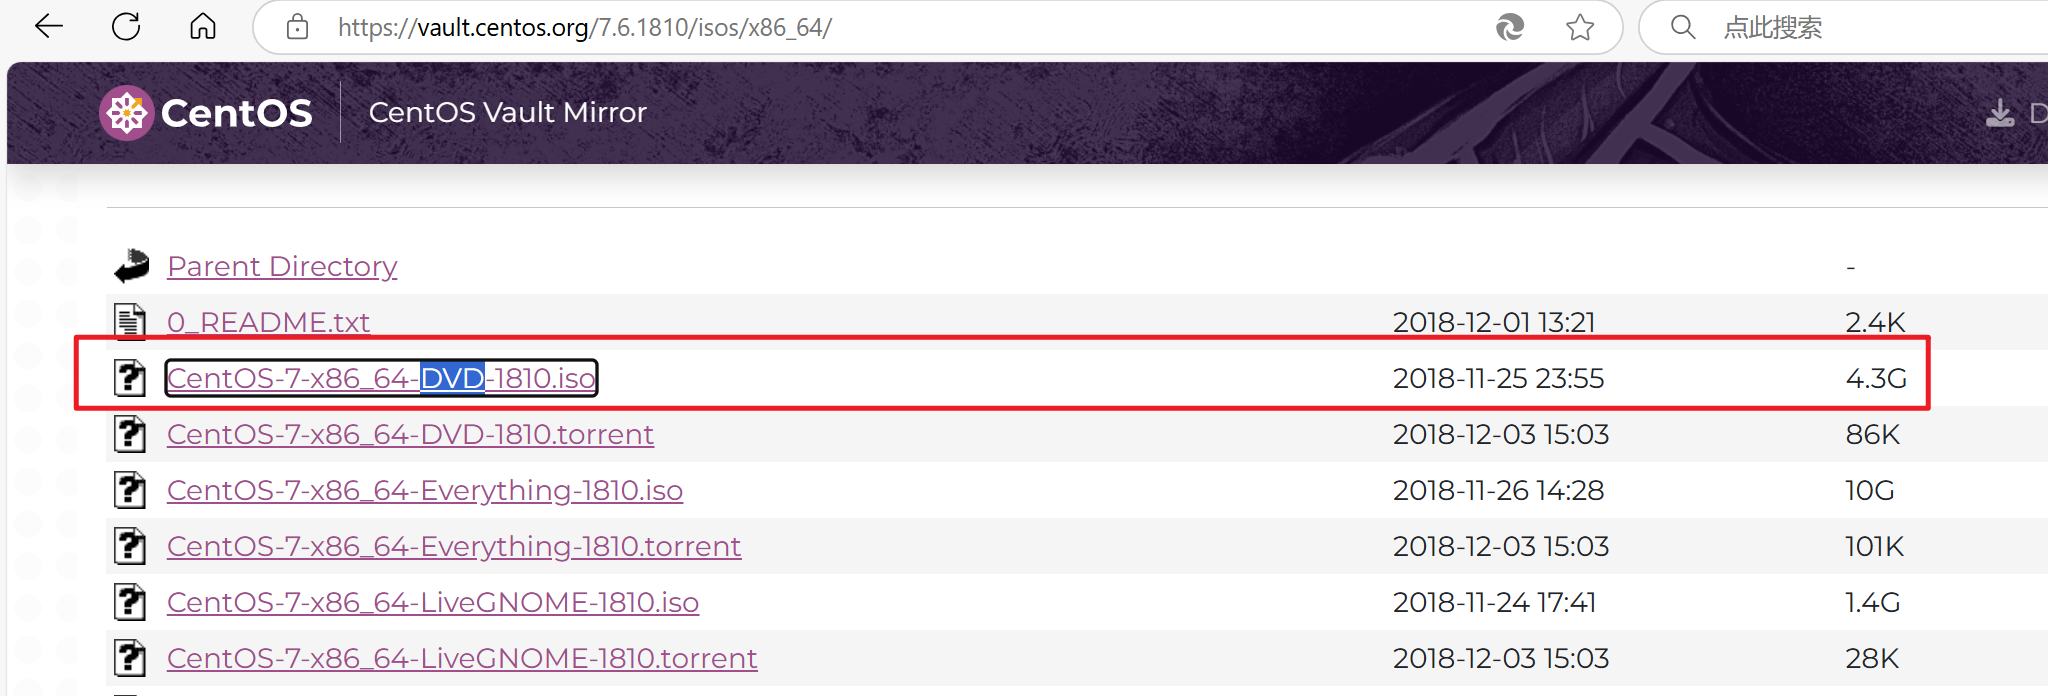 https://vault.centos.org/7.6.1810/isos/x86_64/ 点此搜索
CentOS CentOS Vault Mirror D
Parent Directory -
0_README.txt 2018-12-01 13:21 2.4K
CentOS-7-x86_64-DVD-1810.iso 2018-11-25 23:55 4.3G
CentOS-7-x86_64-DVD-1810.torrent 2018-12-03 15:03 86K
CentOS-7-x86_64-Everything-1810.iso 2018-11-26 14:28 10G
CentOS-7-x86_64-Everything-1810.torrent 2018-12-03 15:03 101K
CentOS-7-x86_64-LiveGNOME-1810.iso 2018-11-24 17:41 1.4G
CentOS-7-x86_64-LiveGNOME-1810.torrent 2018-12-03 15:03 28K